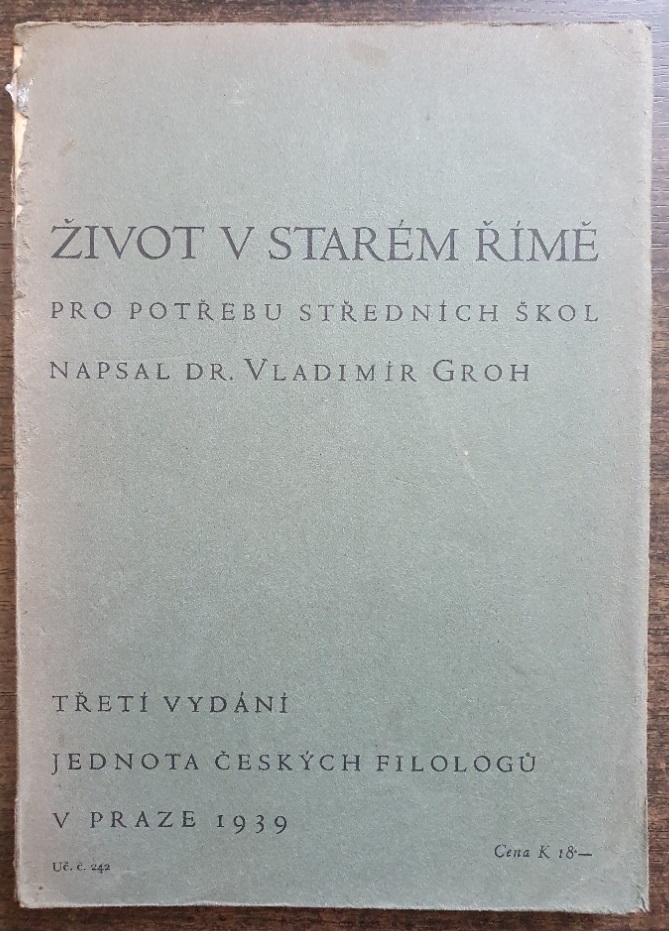 ŽIVOT V STARÉM ŘÍMĚ
PRO POTŘEBU STŘEDNÍCH ŠKOL
NAPSAL DR. VLADIMÍR GROH
TŘETÍ VYDÁNÍ
JEDNOTA ČESKÝCH FILOLOGŮ
V PRAZE 1939
Cena K 18·—
Uč. č. 242